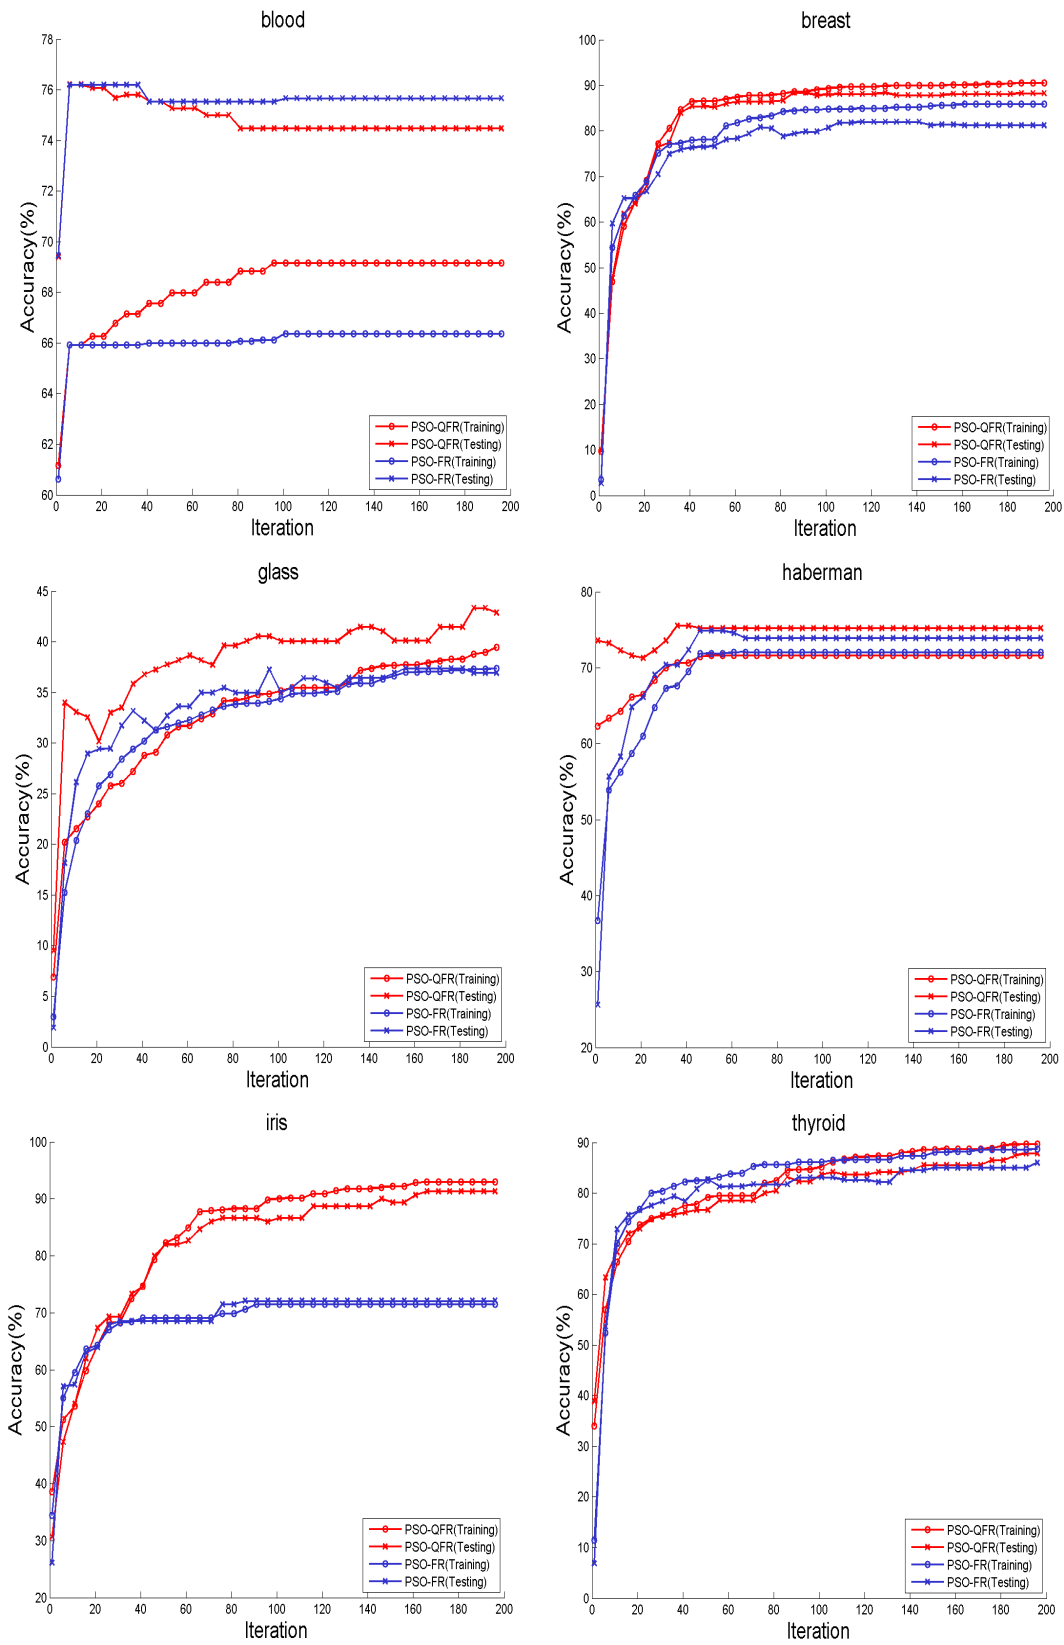 blood
78
76
74
72
70
68
66
64
62
60
Accuracy(%)
0 20 40 60 80 100 120 140 160 180 200
Iteration
PSO-QFR(Training)
PSO-QFR(Testing)
PSO-FR(Training)
PSO-FR(Testing)
breast
100
90
80
70
60
50
40
30
20
10
0
Accuracy(%)
0 20 40 60 80 100 120 140 160 180 200
Iteration
PSO-QFR(Training)
PSO-QFR(Testing)
PSO-FR(Training)
PSO-FR(Testing)
glass
45
40
35
30
25
20
15
10
5
0
Accuracy(%)
0 20 40 60 80 100 120 140 160 180 200
Iteration
PSO-QFR(Training)
PSO-QFR(Testing)
PSO-FR(Training)
PSO-FR(Testing)
haberman
80
70
60
50
40
30
20
Accuracy(%)
0 20 40 60 80 100 120 140 160 180 200
Iteration
PSO-QFR(Training)
PSO-QFR(Testing)
PSO-FR(Training)
PSO-FR(Testing)
iris
100
90
80
70
60
50
40
30
20
Accuracy(%)
0 20 40 60 80 100 120 140 160 180 200
Iteration
PSO-QFR(Training)
PSO-QFR(Testing)
PSO-FR(Training)
PSO-FR(Testing)
thyroid
90
80
70
60
50
40
30
20
10
0
Accuracy(%)
0 20 40 60 80 100 120 140 160 180 200
Iteration
PSO-QFR(Training)
PSO-QFR(Testing)
PSO-FR(Training)
PSO-FR(Testing)